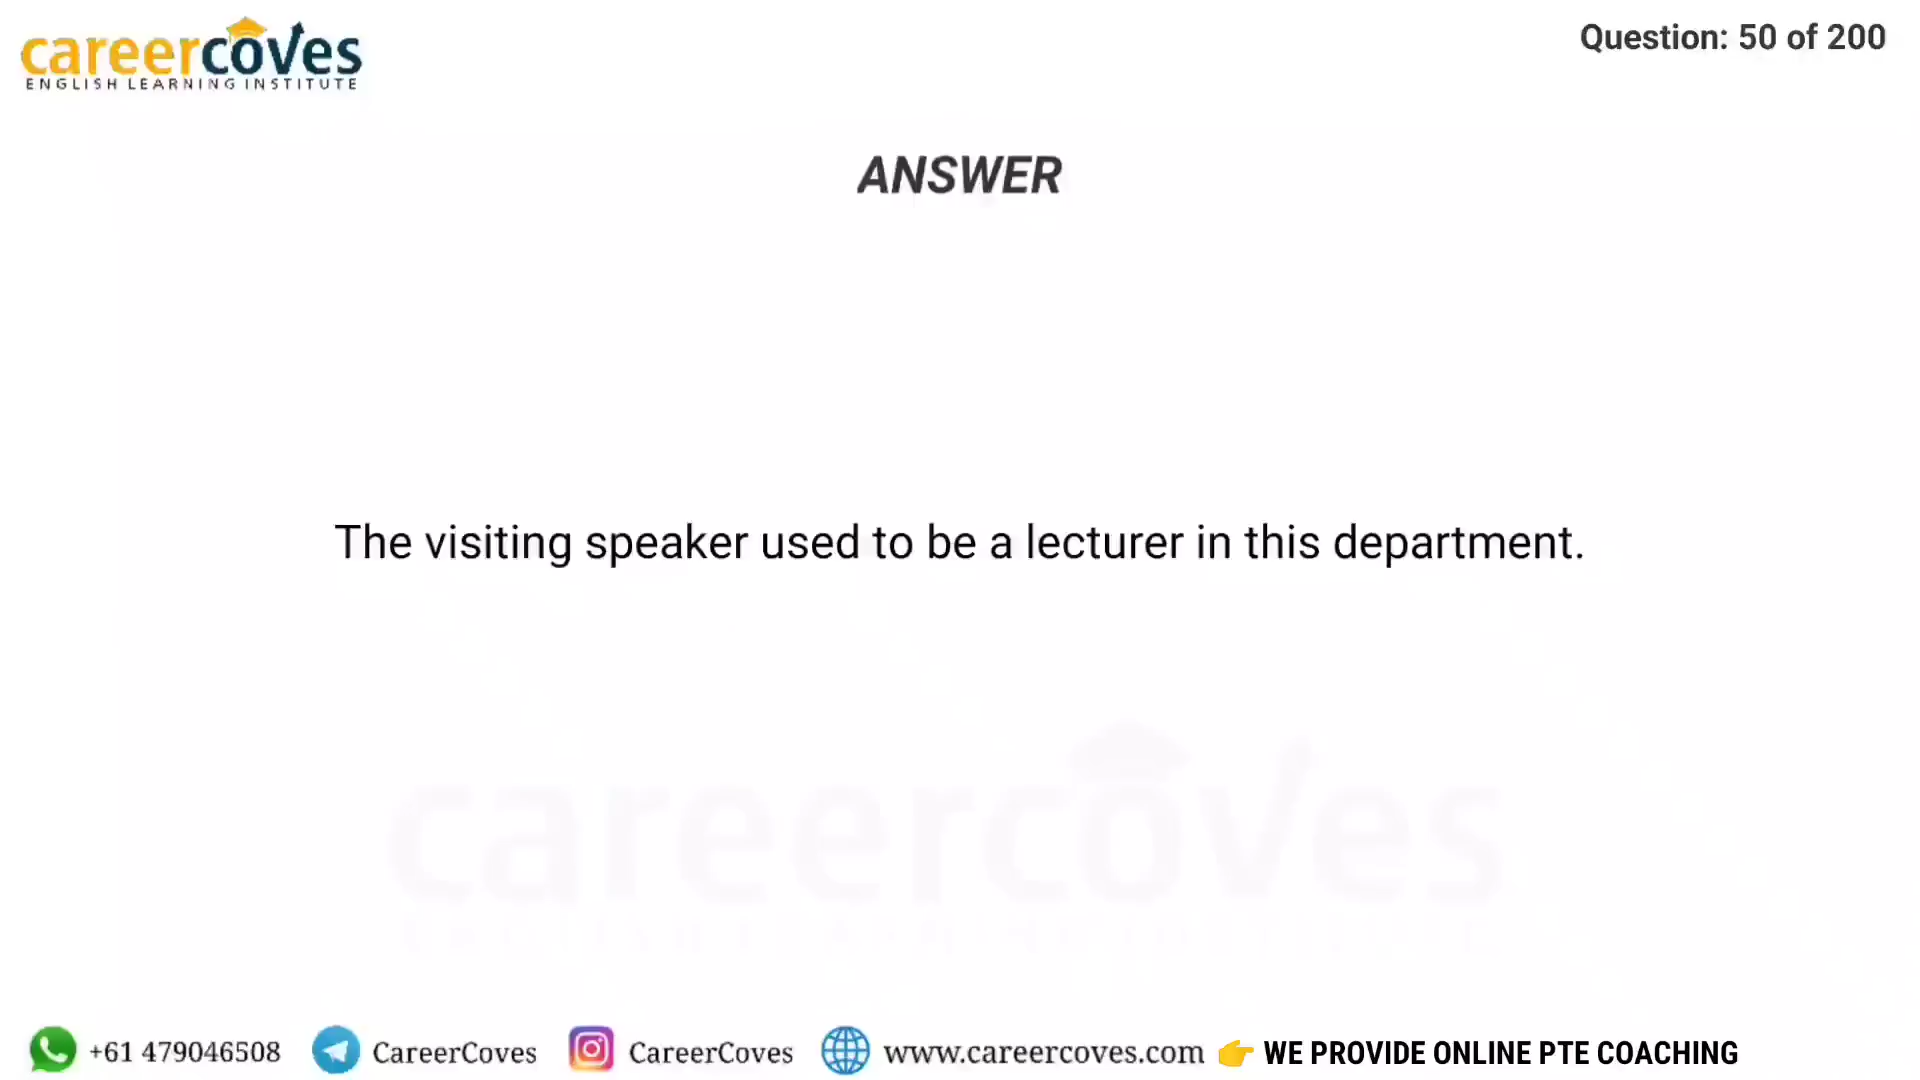 careercoves
ENGLISH LEARNING INSTITUTE
Question: 50 of 200
ANSWER
The visiting speaker used to be a lecturer in this department.
careercoves
+61 479046508 CareerCoves CareerCoves www.careercoves.com 👉 WE PROVIDE ONLINE PTE COACHING